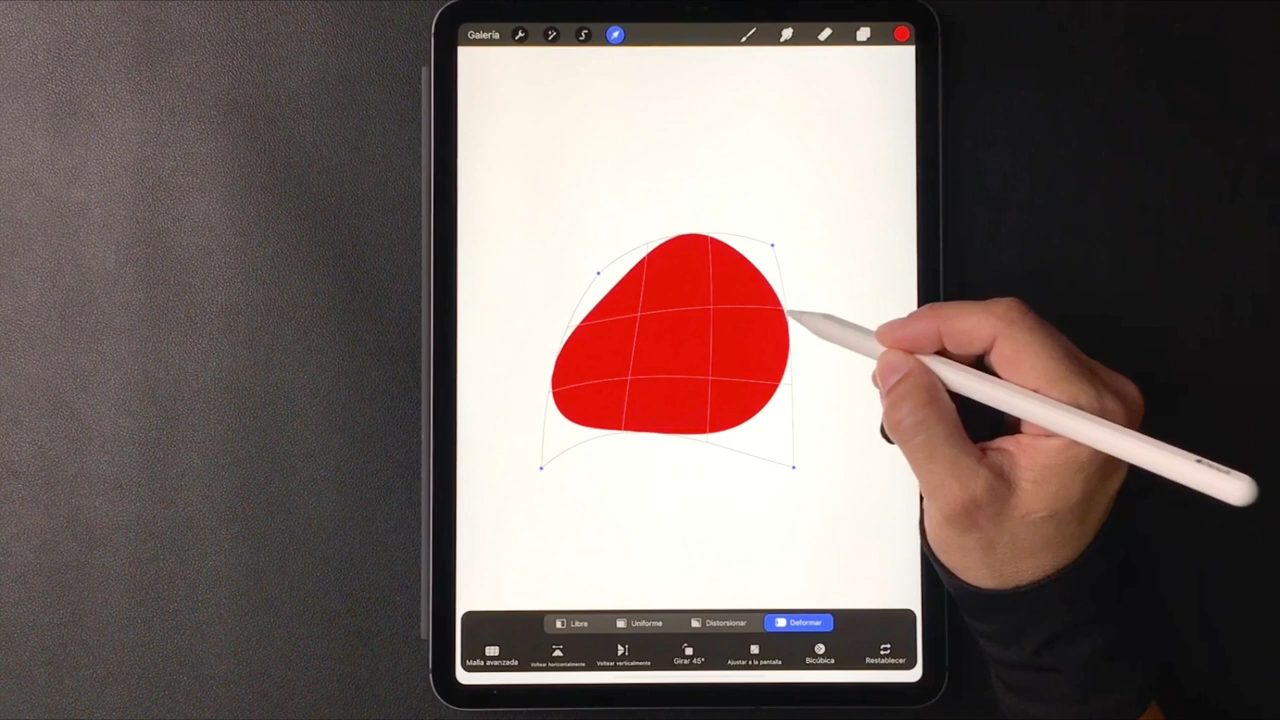 Galería
Libre Uniforme Distorsionar Deformar
Malla avanzada Voltear horizontalmente Voltear verticalmente Girar 45° Ajustar a la pantalla Bicúbica Restablecer